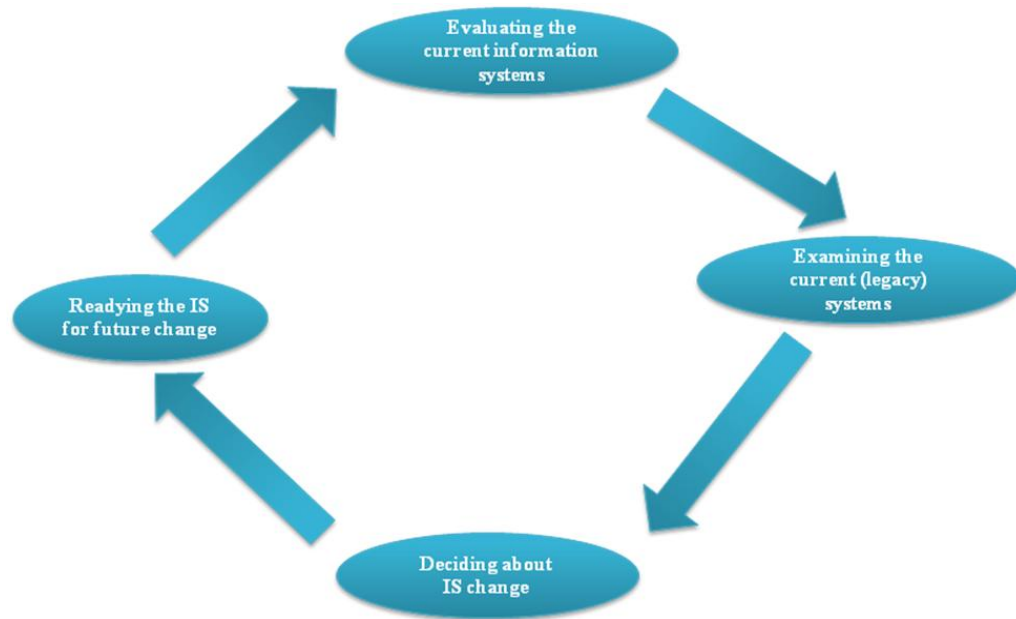 Evaluating the
current information
systems
Examining the
current (legacy)
systems
Deciding about
IS change
Readying the IS
for future change